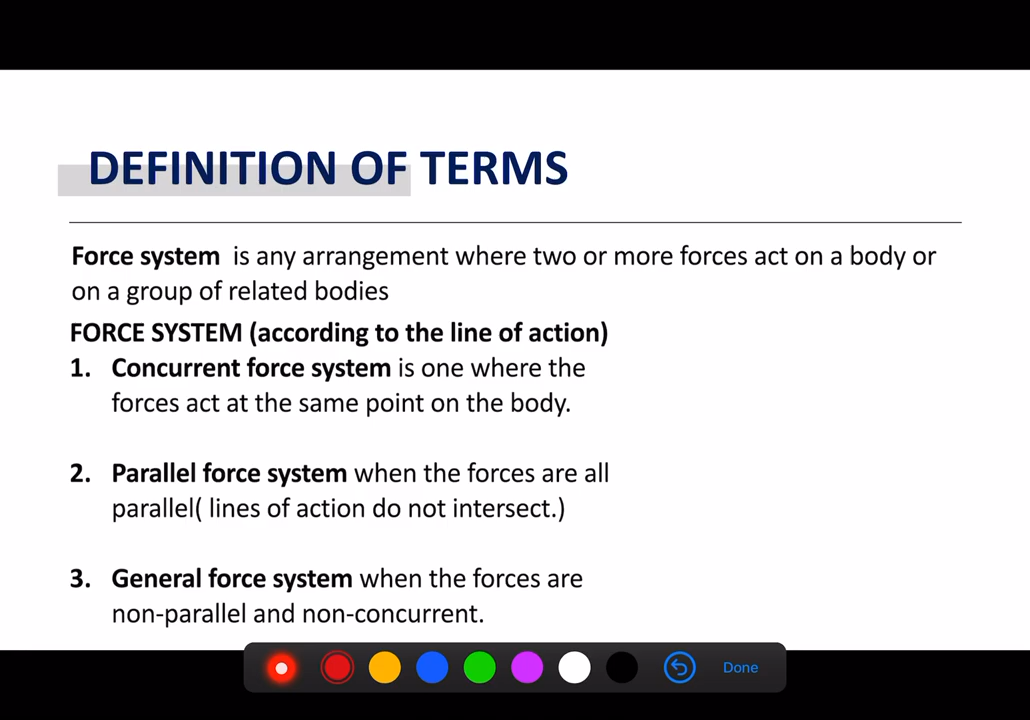 DEFINITION OF TERMS
Force system is any arrangement where two or more forces act on a body or
on a group of related bodies
FORCE SYSTEM (according to the line of action)
1. Concurrent force system is one where the
forces act at the same point on the body.
2. Parallel force system when the forces are all
parallel( lines of action do not intersect.)
3. General force system when the forces are
non-parallel and non-concurrent.
Done